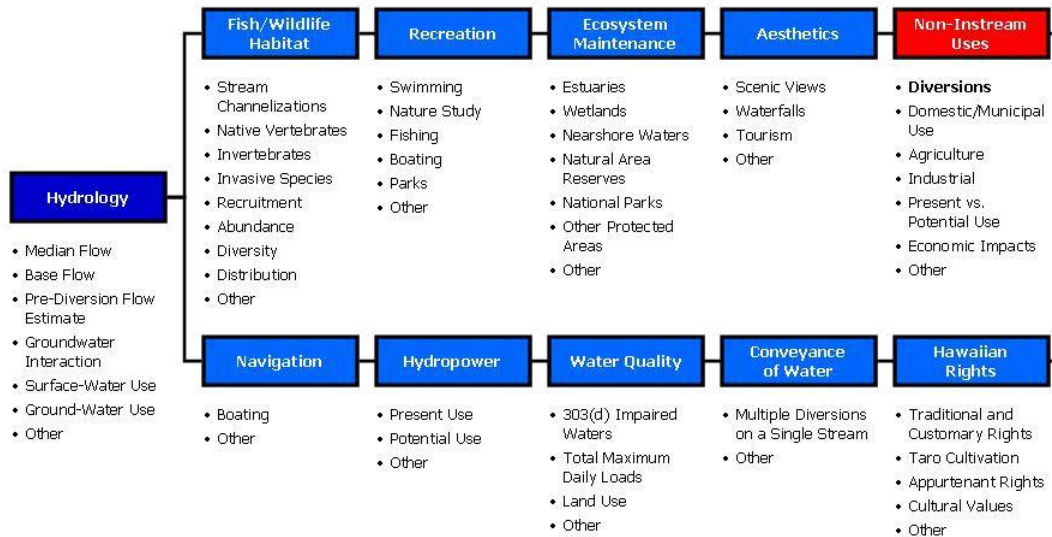 Hydrology
• Median Flow
• Base Flow
• Pre-Diversion Flow
Estimate
• Groundwater
Interaction
• Surface-Water Use
• Ground-Water Use
• Other
Fish/Wildlife
Habitat
• Stream
Channelizations
• Native Vertebrates
• Invertebrates
• Invasive Species
• Recruitment
• Abundance
• Diversity
• Distribution
• Other
Recreation
• Swimming
• Nature Study
• Fishing
• Boating
• Parks
• Other
Ecosystem
Maintenance
• Estuaries
• Wetlands
• Nearshore Waters
• Natural Area
Reserves
• National Parks
• Other Protected
Areas
• Other
Aesthetics
• Scenic Views
• Waterfalls
• Tourism
• Other
Non-Instream
Uses
• Diversions
• Domestic/Municipal
Use
• Agriculture
• Industrial
• Present vs.
Potential Use
• Economic Impacts
• Other
Navigation
• Boating
• Other
Hydropower
• Present Use
• Potential Use
• Other
Water Quality
• 303(d) Impaired
Waters
• Total Maximum
Daily Loads
• Land Use
• Other
Conveyance
of Water
• Multiple Diversions
on a Single Stream
• Other
Hawaiian
Rights
• Traditional and
Customary Rights
• Taro Cultivation
• Appurtenant Rights
• Cultural Values
• Other